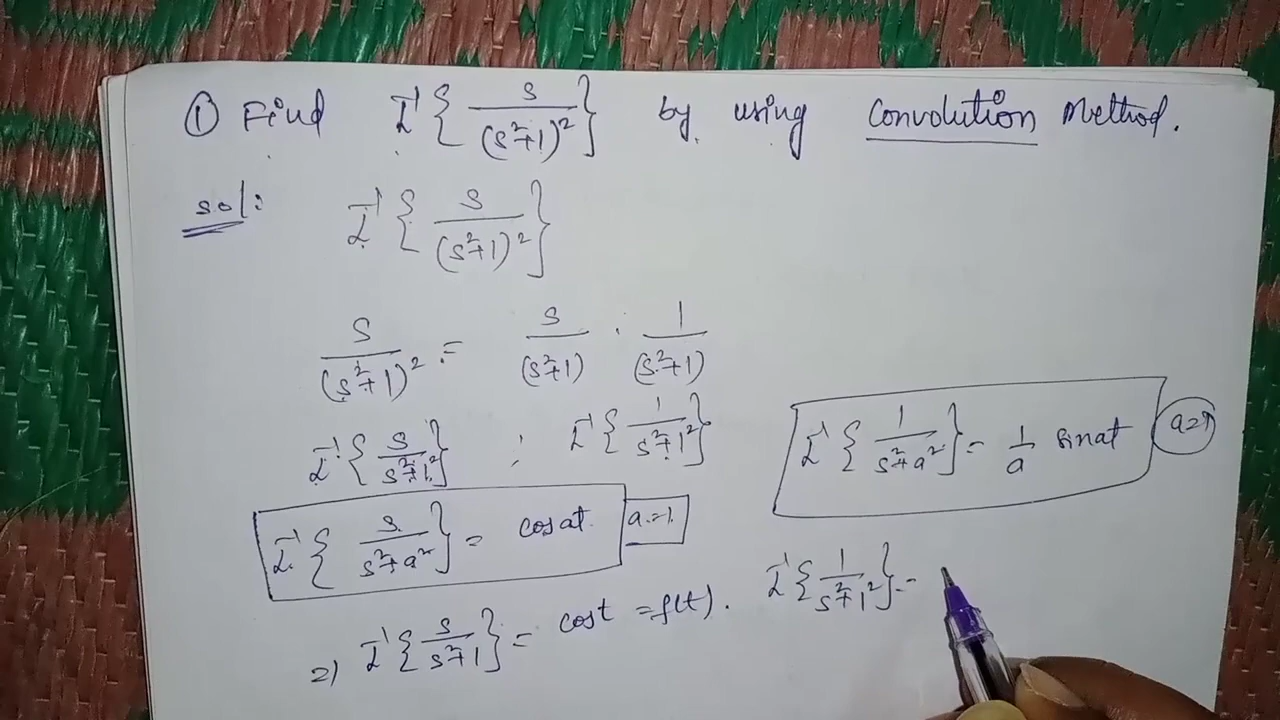 ① Find L⁻¹{ s/(s²+1)² } by using Convolution Method.
sol: L⁻¹{ s/(s²+1)² }
s/(s²+1)² = s/(s²+1) · 1/(s²+1)
L⁻¹{ s/(s²+1²) } ; L⁻¹{ 1/(s²+1²) }
L⁻¹{ 1/(s²+a²) } = 1/a sinat a=1
L⁻¹{ s/(s²+a²) } = cosat. a=1.
L⁻¹{ 1/(s²+1²) } =
⇒ L⁻¹{ s/(s²+1) } = cost = f(t).